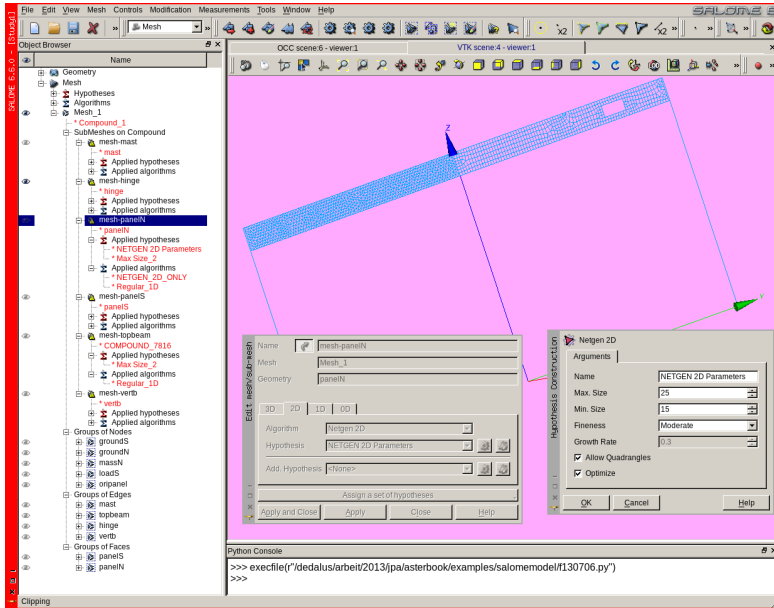 File Edit View Mesh Controls Modification Measurements Tools Window Help
SALOME 6
Mesh
x2
x2
SALOME 6.6.0 - [Study1]
Object Browser
OCC scene:6 - viewer:1
VTK scene:4 - viewer:1
Name
Geometry
Mesh
Hypotheses
Algorithms
Mesh_1
* Compound_1
SubMeshes on Compound
mesh-mast
* mast
Applied hypotheses
Applied algorithms
mesh-hinge
* hinge
Applied hypotheses
Applied algorithms
mesh-panelN
* panelN
Applied hypotheses
* NETGEN 2D Parameters
* Max Size_2
Applied algorithms
* NETGEN_2D_ONLY
* Regular_1D
mesh-panelS
* panelS
Applied hypotheses
Applied algorithms
mesh-topbeam
* COMPOUND_7816
Applied hypotheses
* Max Size_2
Applied algorithms
* Regular_1D
mesh-vertb
* vertb
Applied hypotheses
Applied algorithms
Groups of Nodes
groundS
groundN
massN
loadS
oripanel
Groups of Edges
mast
topbeam
hinge
vertb
Groups of Faces
panelS
panelN
Z
Y
Edit mesh/sub-mesh
Name mesh-panelN
Mesh Mesh_1
Geometry panelN
3D 2D 1D 0D
Algorithm Netgen 2D
Hypothesis NETGEN 2D Parameters
Add. Hypothesis <None>
Assign a set of hypotheses
Apply and Close Apply Close Help
Hypothesis Construction
Netgen 2D
Arguments
Name NETGEN 2D Parameters
Max. Size 25
Min. Size 15
Fineness Moderate
Growth Rate 0.3
Allow Quadrangles
Optimize
OK Cancel Help
Python Console
>>> execfile(r"/dedalus/arbeit/2013/jpa/asterbook/examples/salomemodel/f130706.py")
>>>
Clipping